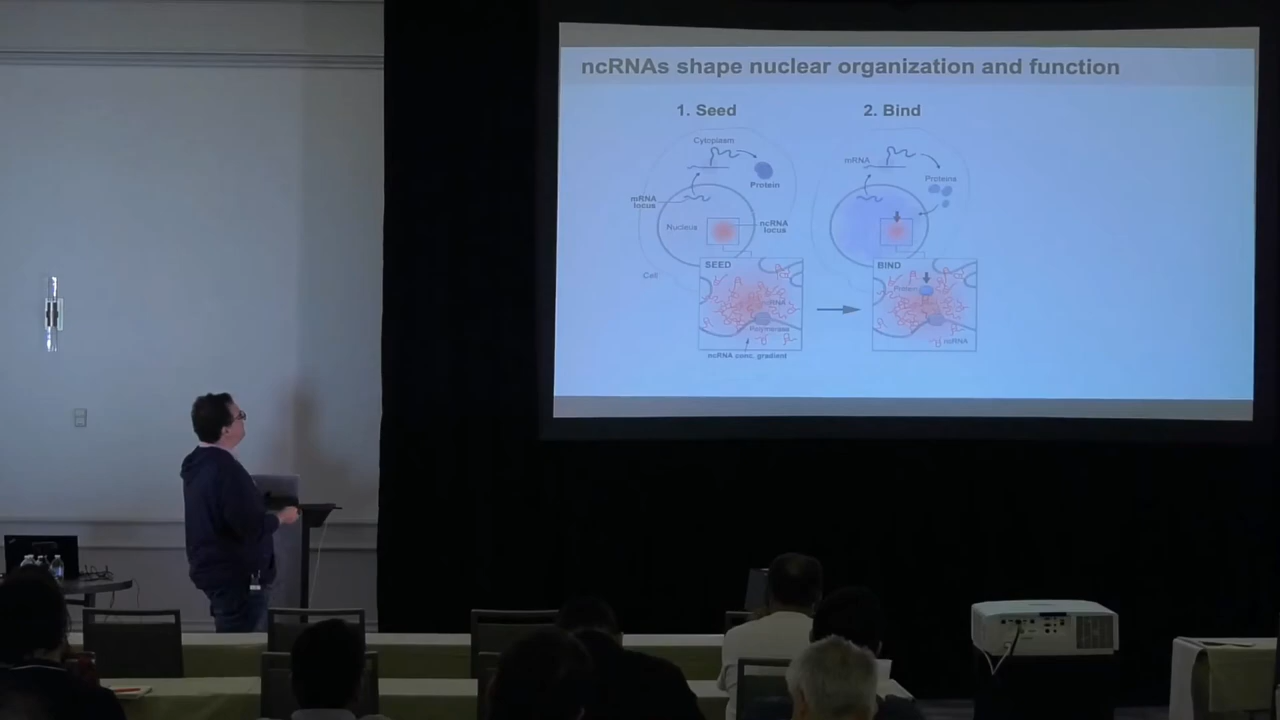 ncRNAs shape nuclear organization and function
1. Seed
Cytoplasm
Protein
mRNA
locus
Nucleus
ncRNA
locus
Cell
SEED
Polymerase
ncRNA conc. gradient
2. Bind
mRNA
Proteins
BIND
Protein
ncRNA